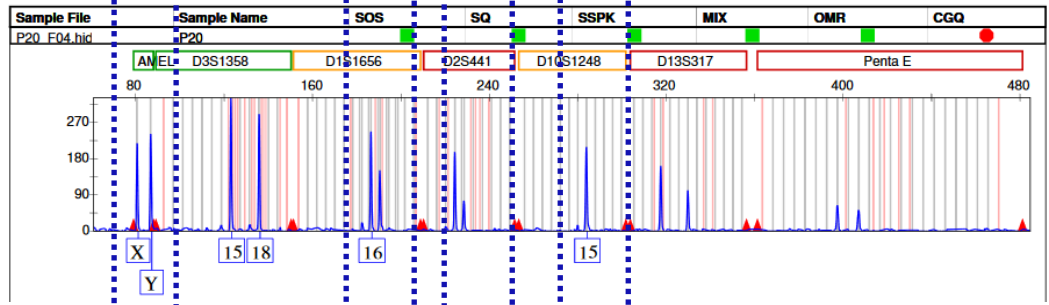 Sample File Sample Name SOS SQ SSPK MIX OMR CGQ
P20_F04.hid P20
AMEL D3S1358 D1S1656 D2S441 D10S1248 D13S317 Penta E
80 160 240 320 400 480
270
180
90
0
X 15 18 16 15
Y